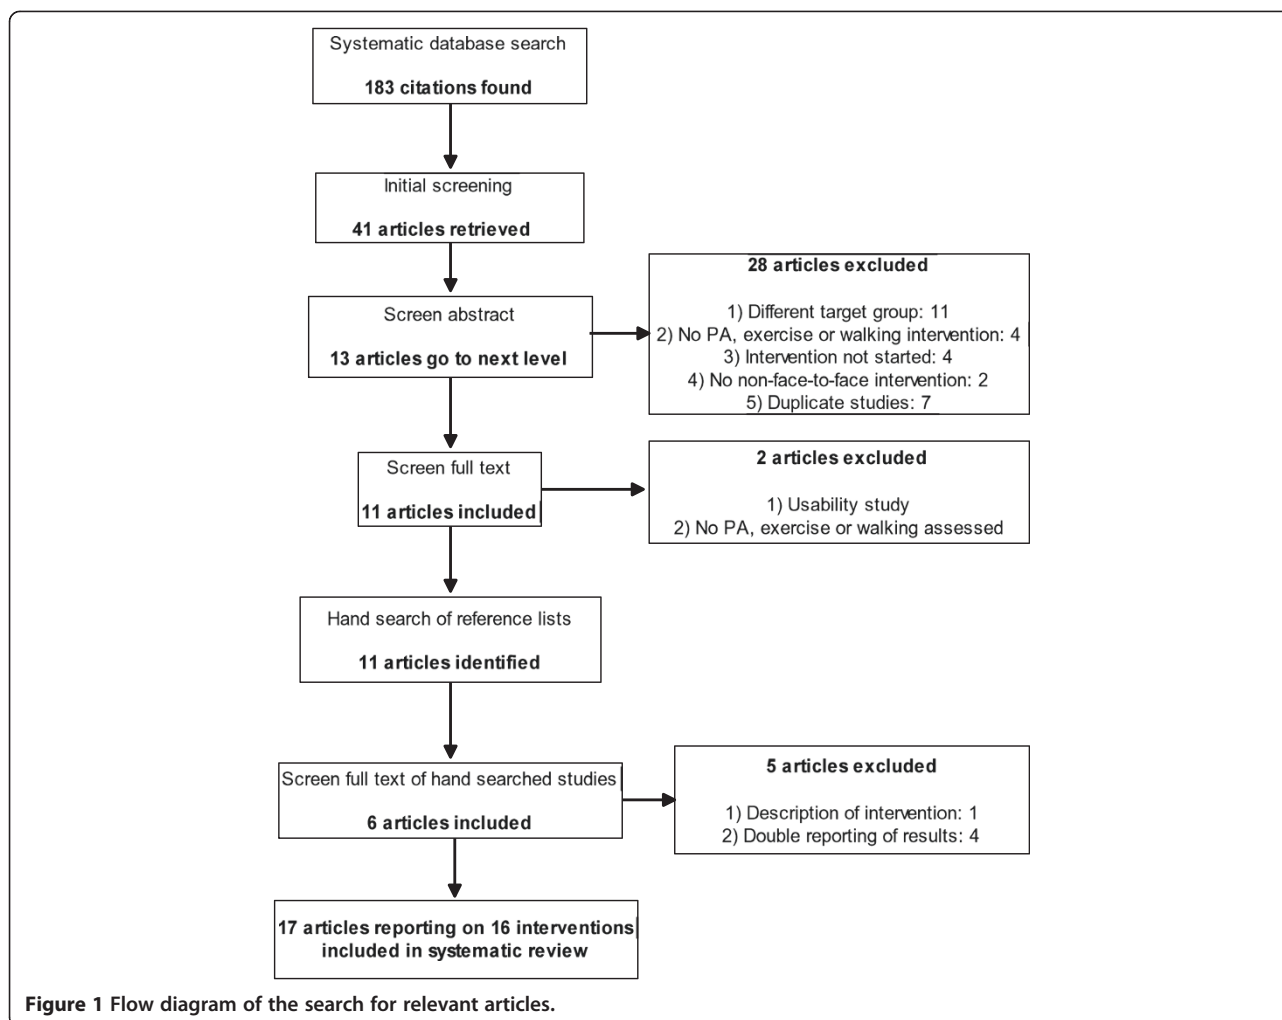 Systematic database search
183 citations found
Initial screening
41 articles retrieved
Screen abstract
13 articles go to next level
28 articles excluded
1) Different target group: 11
2) No PA, exercise or walking intervention: 4
3) Intervention not started: 4
4) No non-face-to-face intervention: 2
5) Duplicate studies: 7
Screen full text
11 articles included
2 articles excluded
1) Usability study
2) No PA, exercise or walking assessed
Hand search of reference lists
11 articles identified
Screen full text of hand searched studies
6 articles included
5 articles excluded
1) Description of intervention: 1
2) Double reporting of results: 4
17 articles reporting on 16 interventions
included in systematic review
Figure 1 Flow diagram of the search for relevant articles.